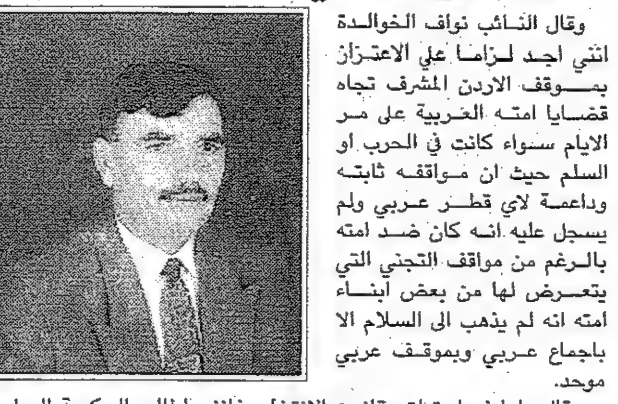 وقال النائب نواف الخوالدة
انني اجد لزاما علي الاعتزاز
بموقف الاردن المشرف تجاه
قضايا امته العربية على مر
الايام سواء كانت في الحرب او
السلم حيث ان مواقفه ثابته
وداعمة لاي قطر عربي ولم
يسجل عليه انه كان ضد امته
بالرغم من مواقف التجني التي
يتعرض لها من بعض ابناء
امته انه لم يذهب الى السلام الا
باجماع عربي وبموقف عربي
موحد.